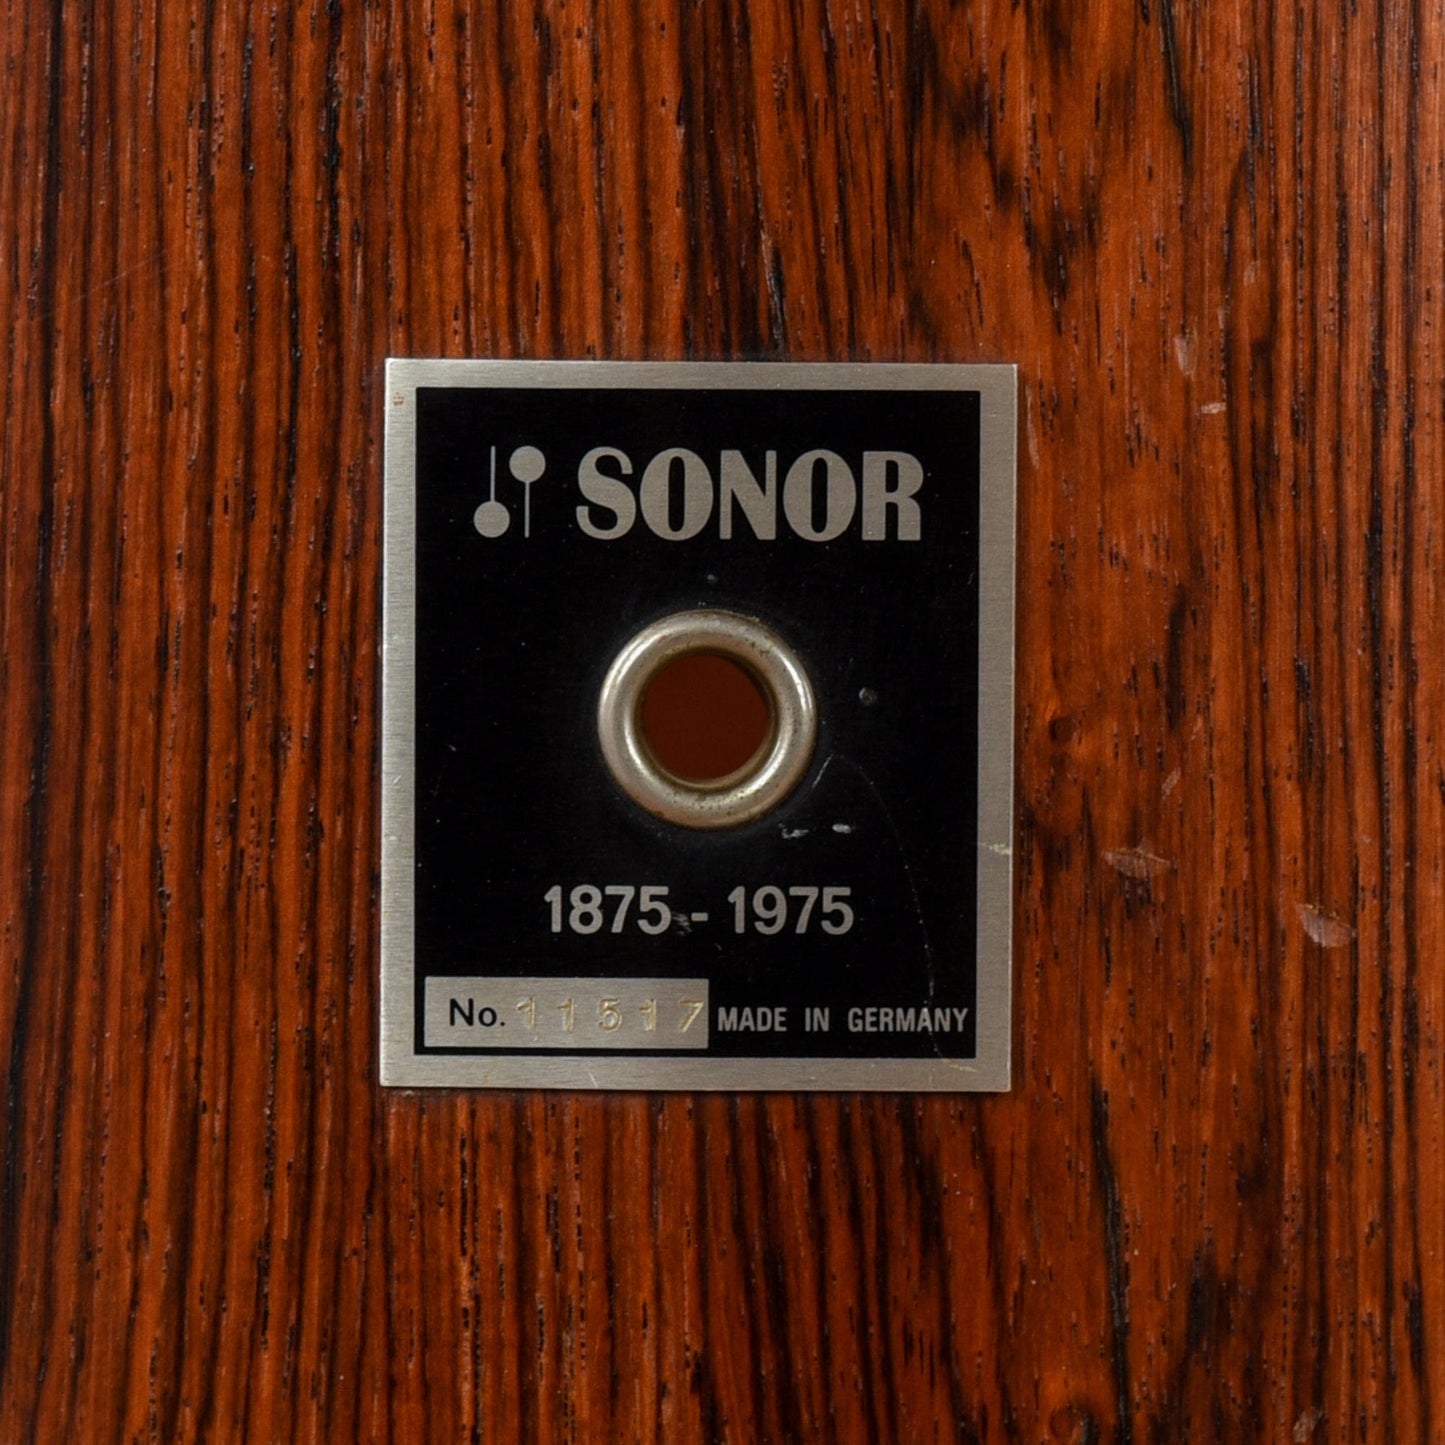 SONOR
1875 - 1975
No. 11517 MADE IN GERMANY